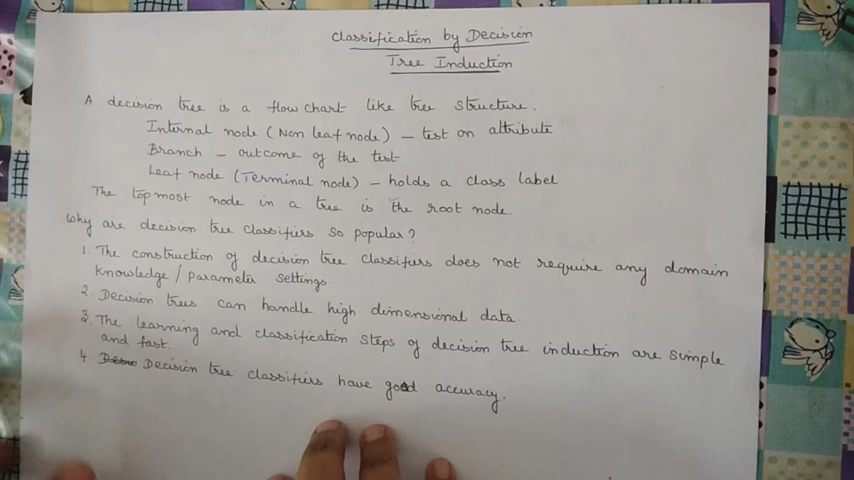 Classification by Decision
Tree Induction
A decision tree is a flowchart like tree structure.
Internal node (Non leaf node) – test on attribute
Branch – outcome of the test
Leaf node (Terminal node) – holds a class label
The topmost node in a tree is the root node.
Why are decision tree classifiers so popular?
1. The construction of decision tree classifiers does not require any domain
knowledge / parameter settings.
2. Decision trees can handle high dimensional data.
3. The learning and classification steps of decision tree induction are simple
and fast.
4. Decision tree classifiers have good accuracy.